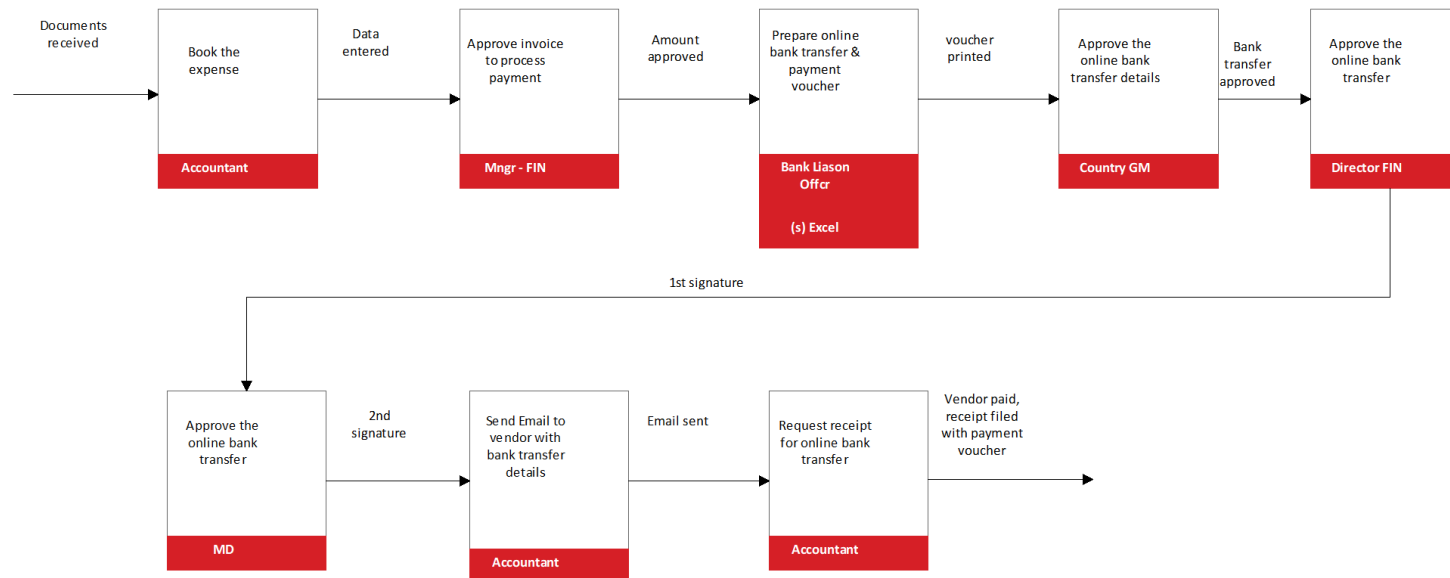 Documents
received
Book the
expense
Accountant
Data
entered
Approve invoice
to process
payment
Mngr - FIN
Amount
approved
Prepare online
bank transfer &
payment
voucher
Bank Liason
Offcr
(s) Excel
voucher
printed
Approve the
online bank
transfer details
Country GM
Bank
transfer
approved
Approve the
online bank
transfer
Director FIN
1st signature
Approve the
online bank
transfer
MD
2nd
signature
Send Email to
vendor with
bank transfer
details
Accountant
Email sent
Request receipt
for online bank
transfer
Accountant
Vendor paid,
receipt filed
with payment
voucher